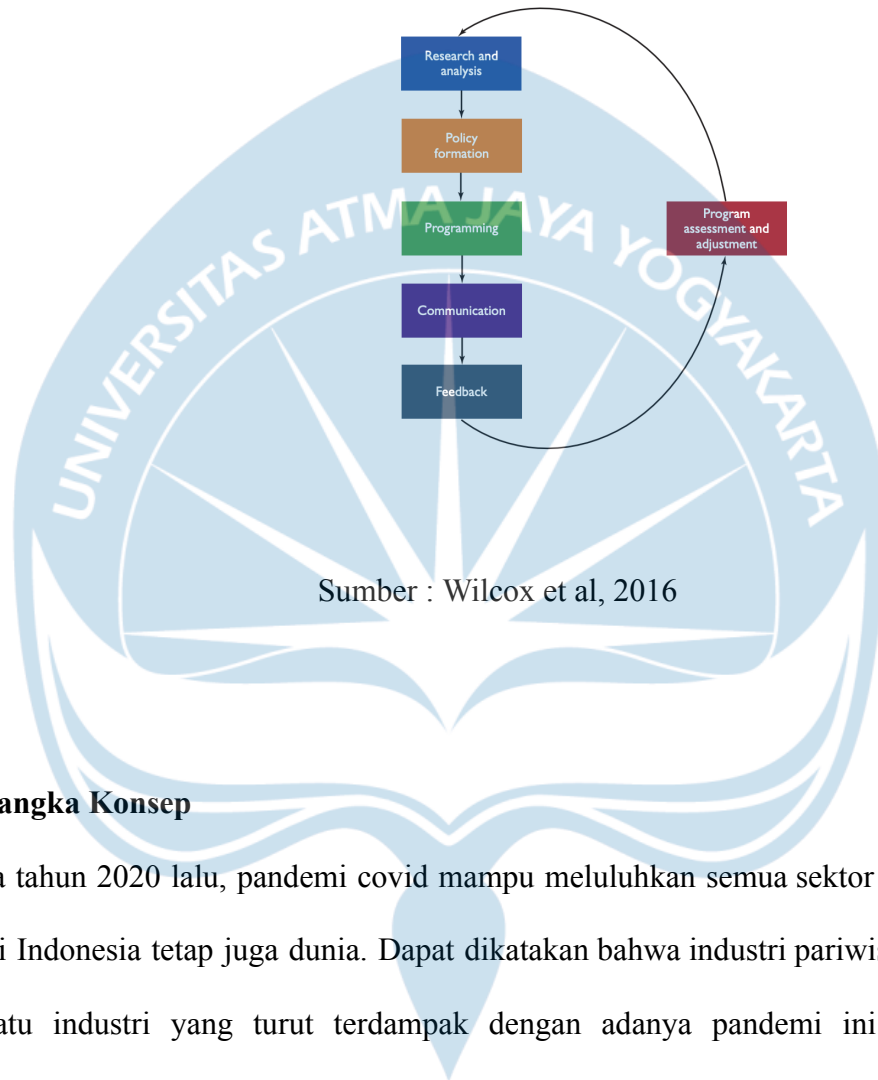 Research and
analysis
Policy
formation
Programming
Communication
Feedback
Program
assessment and
adjustment
UNIVERSITAS ATMA JAYA YOGYAKARTA
Sumber : Wilcox et al, 2016
angka Konsep
a tahun 2020 lalu, pandemi covid mampu meluluhkan semua sektor
i Indonesia tetap juga dunia. Dapat dikatakan bahwa industri pariwis
atu industri yang turut terdampak dengan adanya pandemi ini